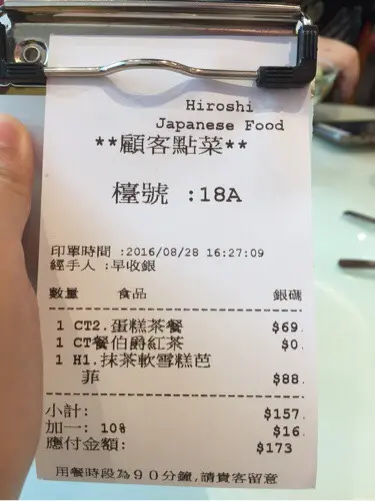 Hiroshi
Japanese Food
**顧客點菜**
檯號 :18A
印單時間 :2016/08/28 16:27:09
經手人 :早收銀
數量 食品 銀碼
1 CT2.蛋糕茶餐 $69.
1 CT餐伯爵紅茶 $0.
1 H1.抹茶軟雪糕芭
菲 $88.
小計: $157.
加一: 10% $16.
應付金額: $173
用餐時段為90分鐘,請貴客留意